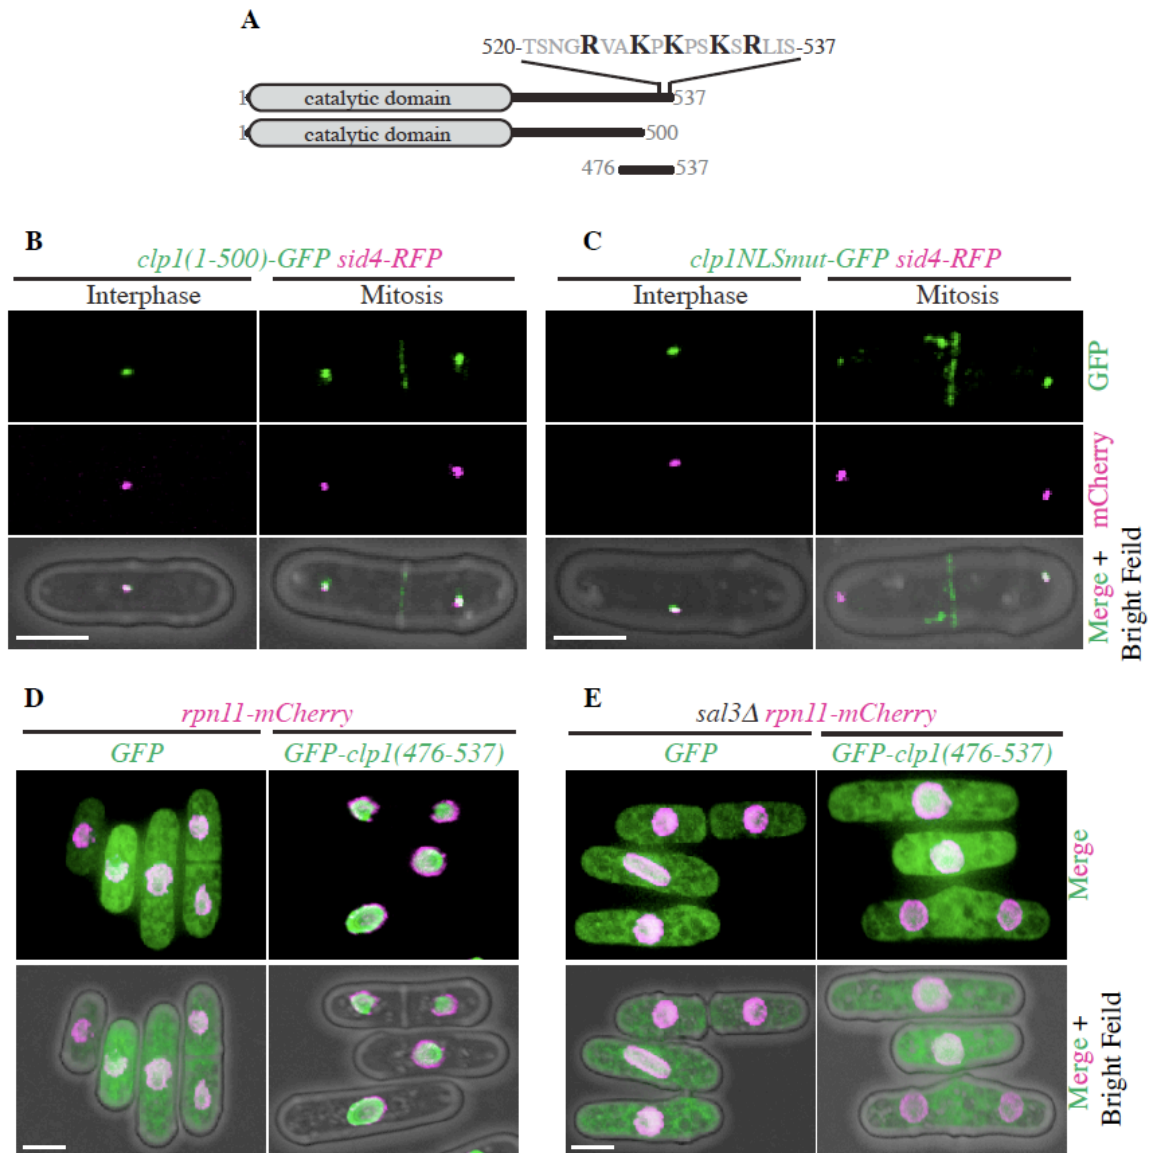 A
520-TSNGRVAKPKPSKSRLIS-537
1 catalytic domain 537
1 catalytic domain 500
476 537
B
clp1(1-500)-GFP sid4-RFP
Interphase Mitosis
C
clp1NLSmut-GFP sid4-RFP
Interphase Mitosis
GFP
mCherry
Merge +
Bright Feild
D
rpn11-mCherry
GFP GFP-clp1(476-537)
E
sal3Δ rpn11-mCherry
GFP GFP-clp1(476-537)
Merge
Merge +
Bright Feild